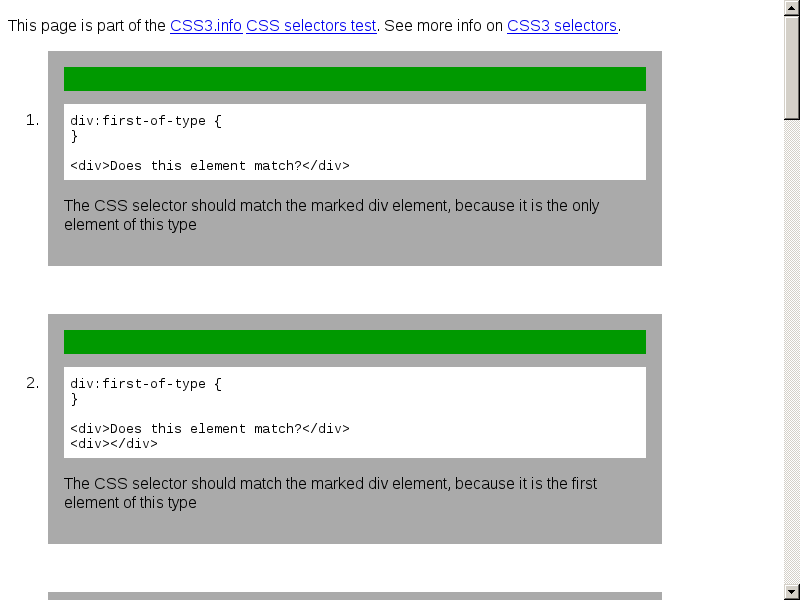 This page is part of the CSS3.info CSS selectors test. See more info on CSS3 selectors.
1.
div:first-of-type {
}
<div>Does this element match?</div>
The CSS selector should match the marked div element, because it is the only
element of this type
2.
div:first-of-type {
}
<div>Does this element match?</div>
<div></div>
The CSS selector should match the marked div element, because it is the first
element of this type